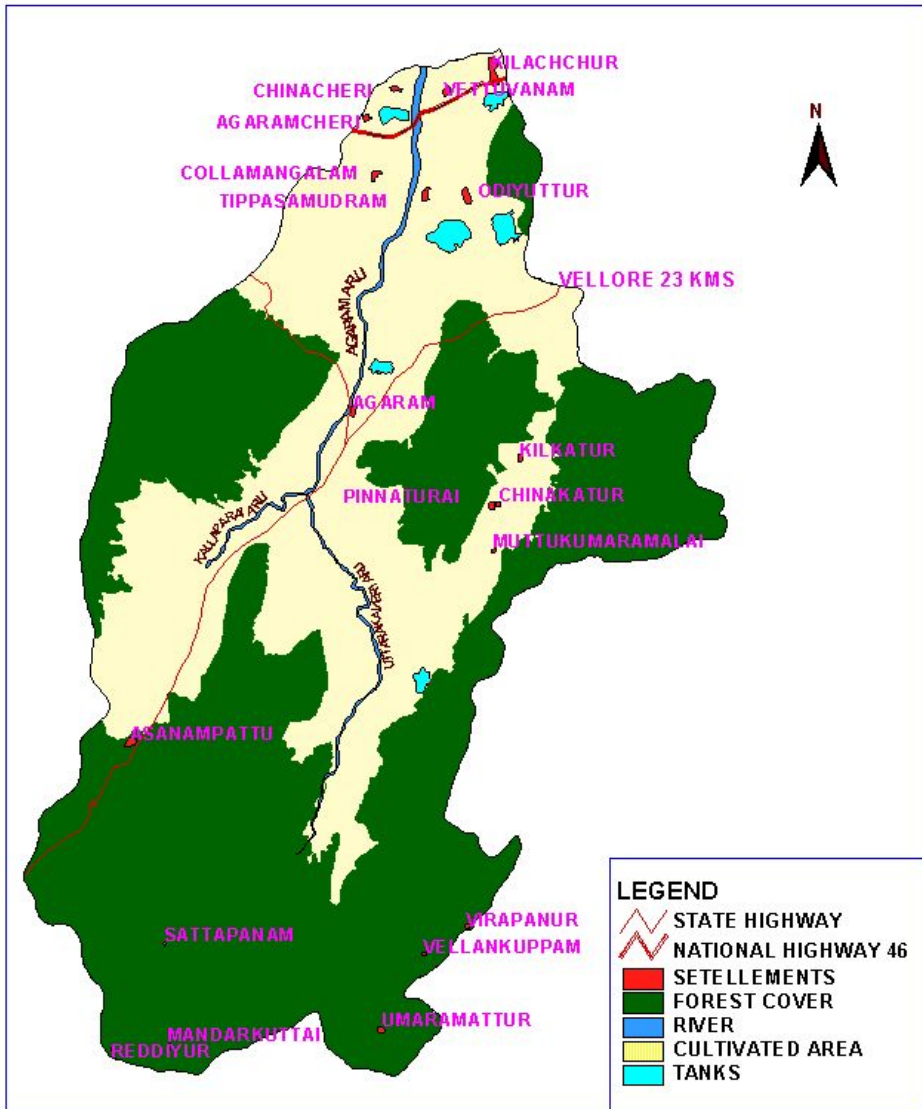 KILACHCHUR
CHINACHERI
VETTUVANAM
AGARAMCHERI
N
COLLAMANGALAM
TIPPASAMUDRAM
ODIYUTTUR
VELLORE 23 KMS
AGARAM ARU
AGARAM
KILKATUR
PINNATURAI
CHINAKATUR
KALLAPARAI ARU
MUTTUKUMARAMALAI
ASANAMPATTU
LEGEND
STATE HIGHWAY
NATIONAL HIGHWAY 46
SETELLEMENTS
FOREST COVER
RIVER
CULTIVATED AREA
TANKS
VIRAPANUR
SATTAPANAM
VELLANKUPPAM
UMARAMATTUR
MANDARKUTTAI
REDDIYUR